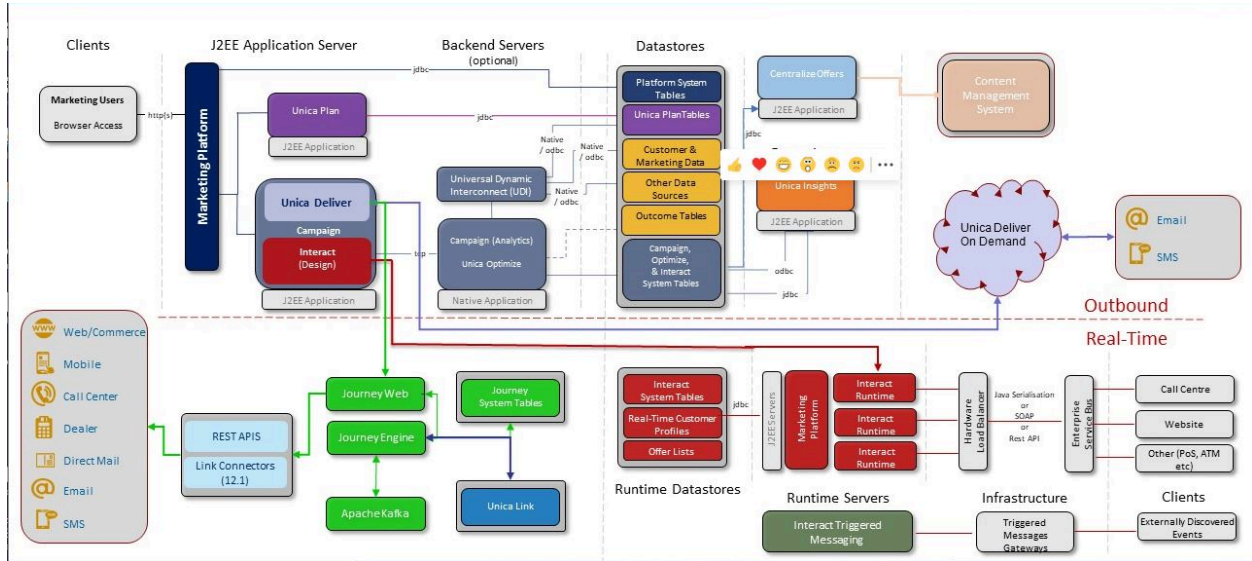 Clients
J2EE Application Server
Backend Servers
(optional)
Datastores
Marketing Users
Browser Access
http[s]
Marketing Platform
jdbc
Unica Plan
J2EE Application
jdbc
Unica Deliver
Campaign
Interact
(Design)
J2EE Application
tcp
Native
/ odbc
Native
/ odbc
Native
/ odbc
Universal Dynamic
Interconnect (UDI)
Campaign (Analytics)
Unica Optimize
Native Application
Platform System
Tables
Unica PlanTables
Customer &
Marketing Data
Other Data
Sources
Outcome Tables
Campaign,
Optimize,
& Interact
System Tables
Centralize Offers
J2EE Application
jdbc
Unica Insights
J2EE Application
odbc
jdbc
Content
Management
System
Unica Deliver
On Demand
Email
SMS
Outbound
Real-Time
Web/Commerce
Mobile
Call Center
Dealer
Direct Mail
Email
SMS
REST APIS
Link Connectors
(12.1)
Journey Web
Journey Engine
Apache Kafka
Journey
System Tables
Unica Link
Interact
System Tables
Real-Time Customer
Profiles
Offer Lists
Runtime Datastores
jdbc
J2EE Servers
Marketing
Platform
Interact
Runtime
Interact
Runtime
Interact
Runtime
Hardware
Load Balancer
Java Serialisation
or
SOAP
or
Rest API
Enterprise
Service Bus
Call Centre
Website
Other (PoS, ATM
etc)
Runtime Servers
Infrastructure
Clients
Interact Triggered
Messaging
Triggered
Messages
Gateways
Externally Discovered
Events